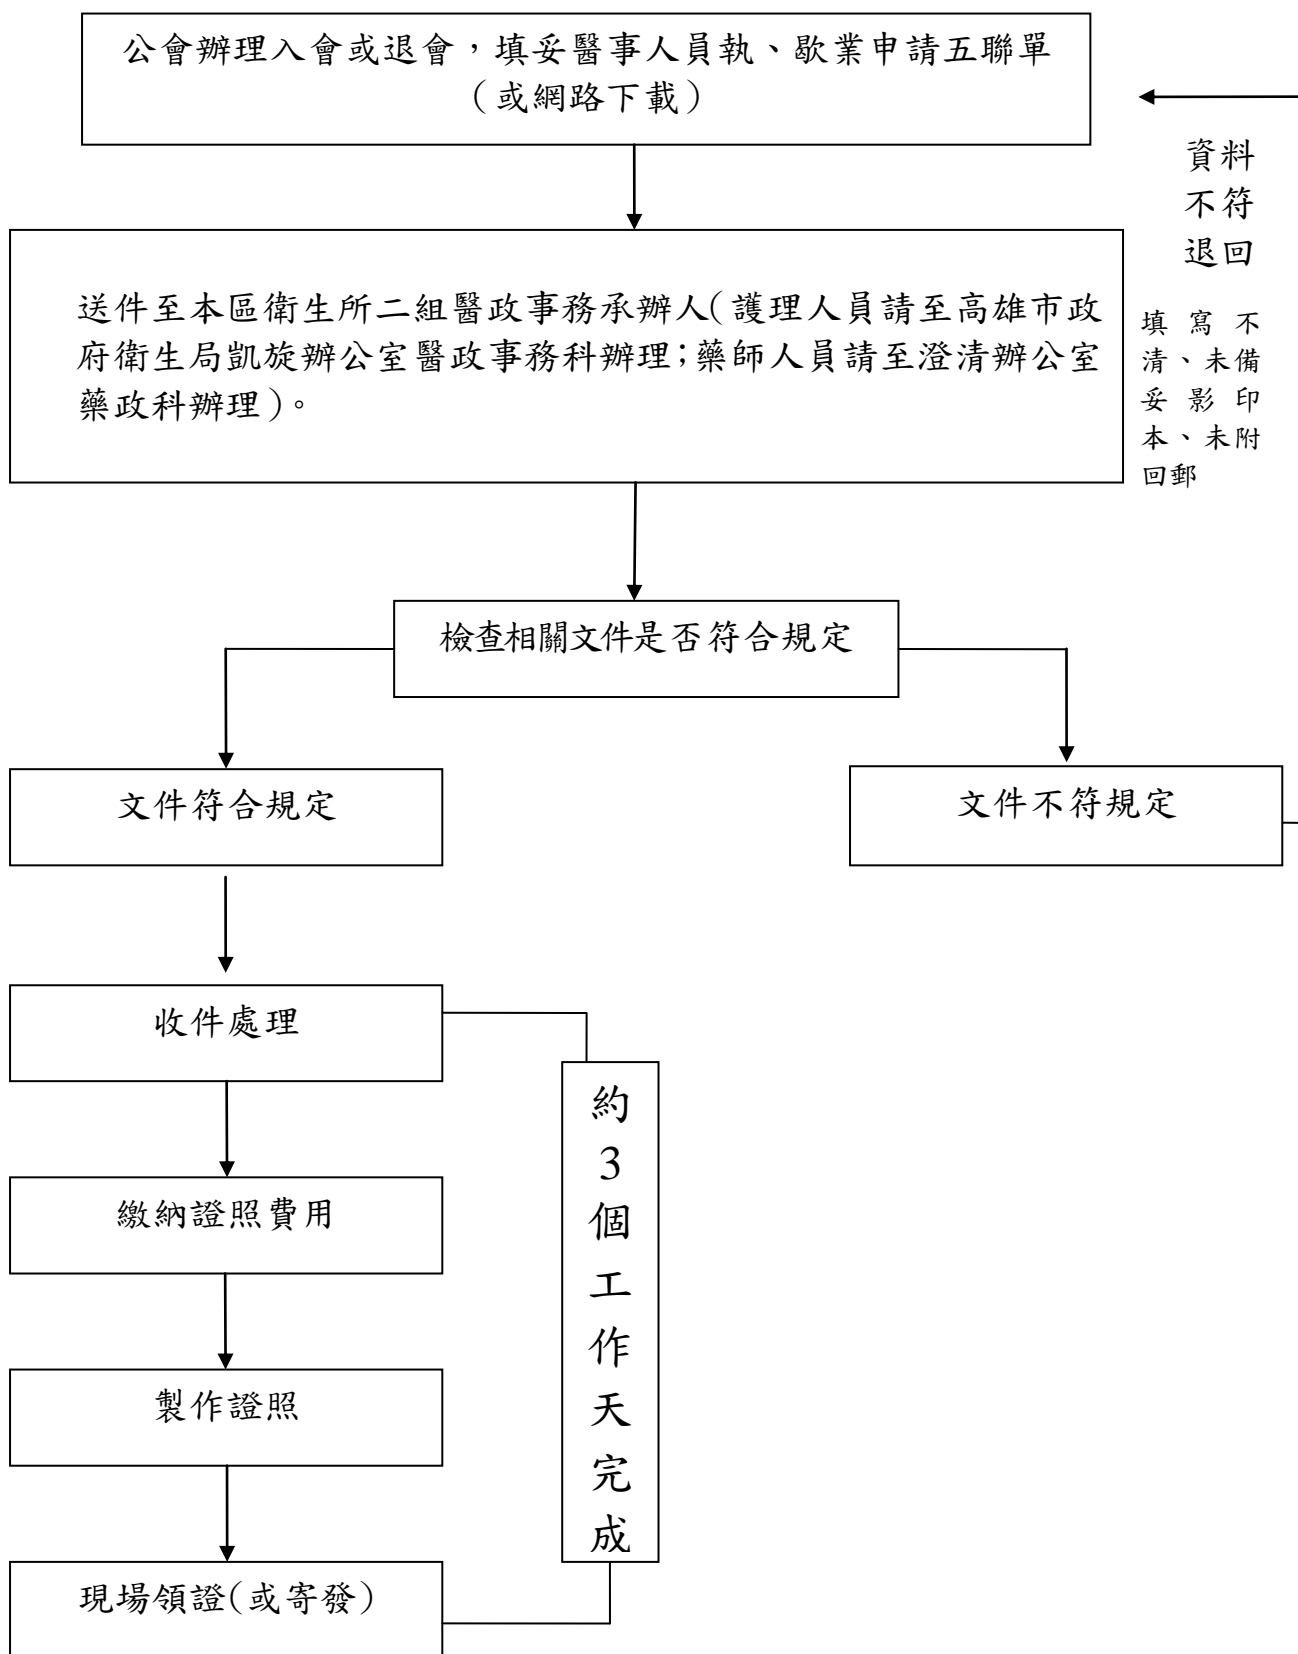 公會辦理入會或退會，填妥醫事人員執、歇業申請五聯單
（或網路下載）
資料
不符
退回
送件至本區衛生所二組醫政事務承辦人(護理人員請至高雄市政
府衛生局凱旋辦公室醫政事務科辦理;藥師人員請至澄清辦公室
藥政科辦理)。
填寫不
清、未備
妥影印
本、未附
回郵
檢查相關文件是否符合規定
文件符合規定
文件不符規定
收件處理
約
3
個
工
作
天
完
成
繳納證照費用
製作證照
現場領證(或寄發)